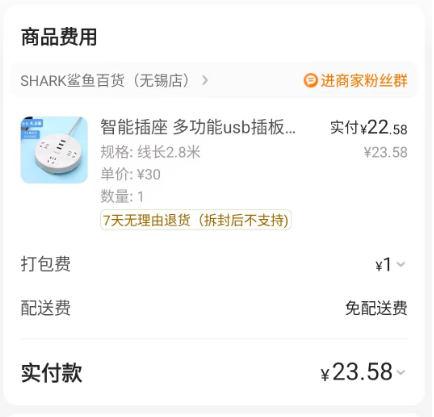 商品费用
SHARK鲨鱼百货（无锡店） 进商家粉丝群
智能插座 多功能usb插板... 实付¥22.58
规格: 线长2.8米 ¥23.58
单价: ¥30
数量: 1
7天无理由退货（拆封后不支持)
打包费 ¥1
配送费 免配送费
实付款 ¥23.58